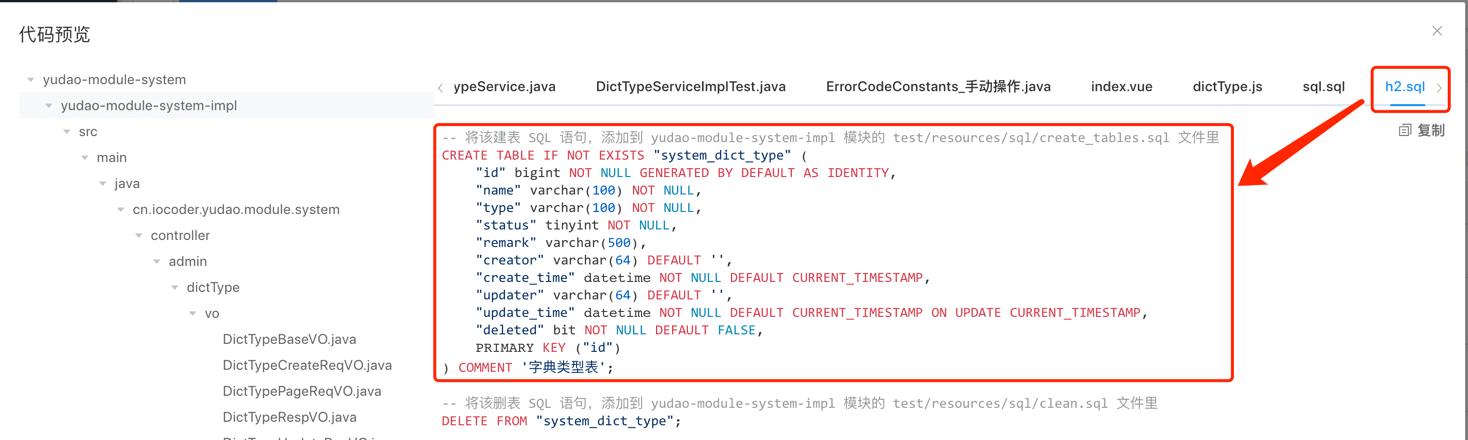 代码预览
yudao-module-system
yudao-module-system-impl
src
main
java
cn.iocoder.yudao.module.system
controller
admin
dictType
vo
DictTypeBaseVO.java
DictTypeCreateReqVO.java
DictTypePageReqVO.java
DictTypeRespVO.java
ypeService.java DictTypeServiceImplTest.java ErrorCodeConstants_手动操作.java index.vue dictType.js sql.sql h2.sql
复制
-- 将该建表 SQL 语句，添加到 yudao-module-system-impl 模块的 test/resources/sql/create_tables.sql 文件里
CREATE TABLE IF NOT EXISTS "system_dict_type" (
"id" bigint NOT NULL GENERATED BY DEFAULT AS IDENTITY,
"name" varchar(100) NOT NULL,
"type" varchar(100) NOT NULL,
"status" tinyint NOT NULL,
"remark" varchar(500),
"creator" varchar(64) DEFAULT '',
"create_time" datetime NOT NULL DEFAULT CURRENT_TIMESTAMP,
"updater" varchar(64) DEFAULT '',
"update_time" datetime NOT NULL DEFAULT CURRENT_TIMESTAMP ON UPDATE CURRENT_TIMESTAMP,
"deleted" bit NOT NULL DEFAULT FALSE,
PRIMARY KEY ("id")
) COMMENT '字典类型表';
-- 将该删表 SQL 语句，添加到 yudao-module-system-impl 模块的 test/resources/sql/clean.sql 文件里
DELETE FROM "system_dict_type";